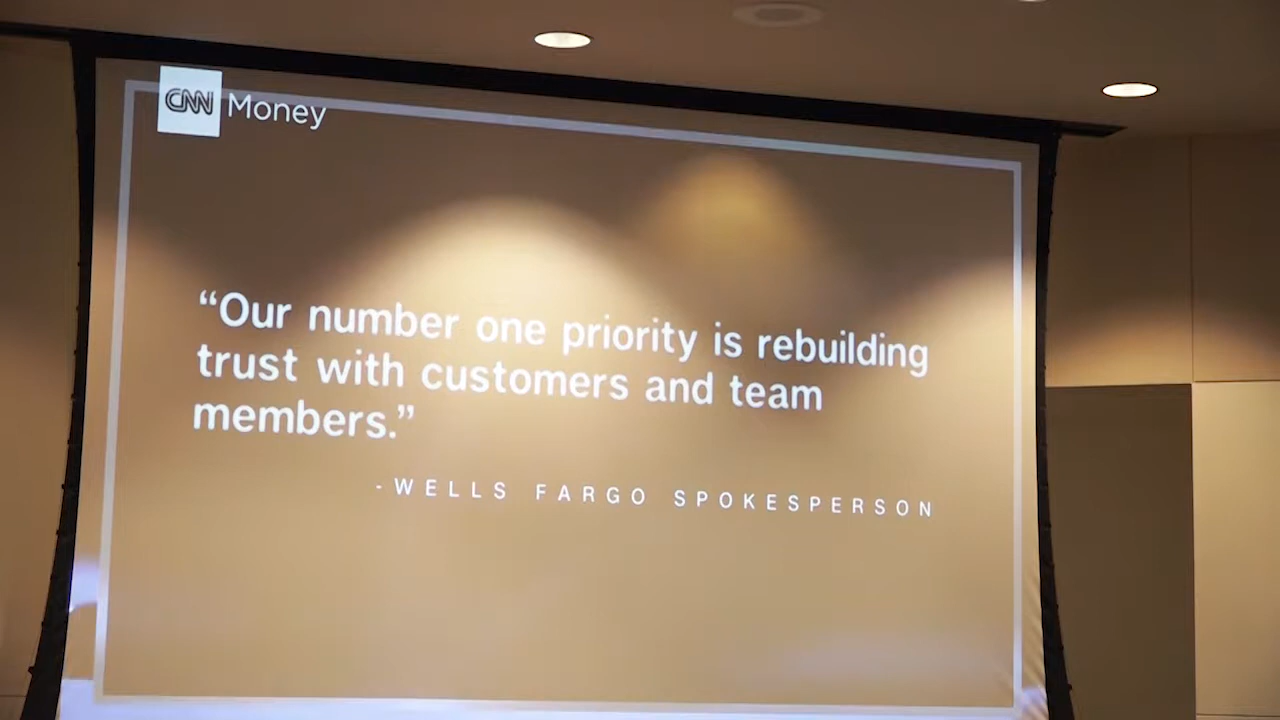 CNN Money
“Our number one priority is rebuilding
trust with customers and team
members.”
-WELLS FARGO SPOKESPERSON